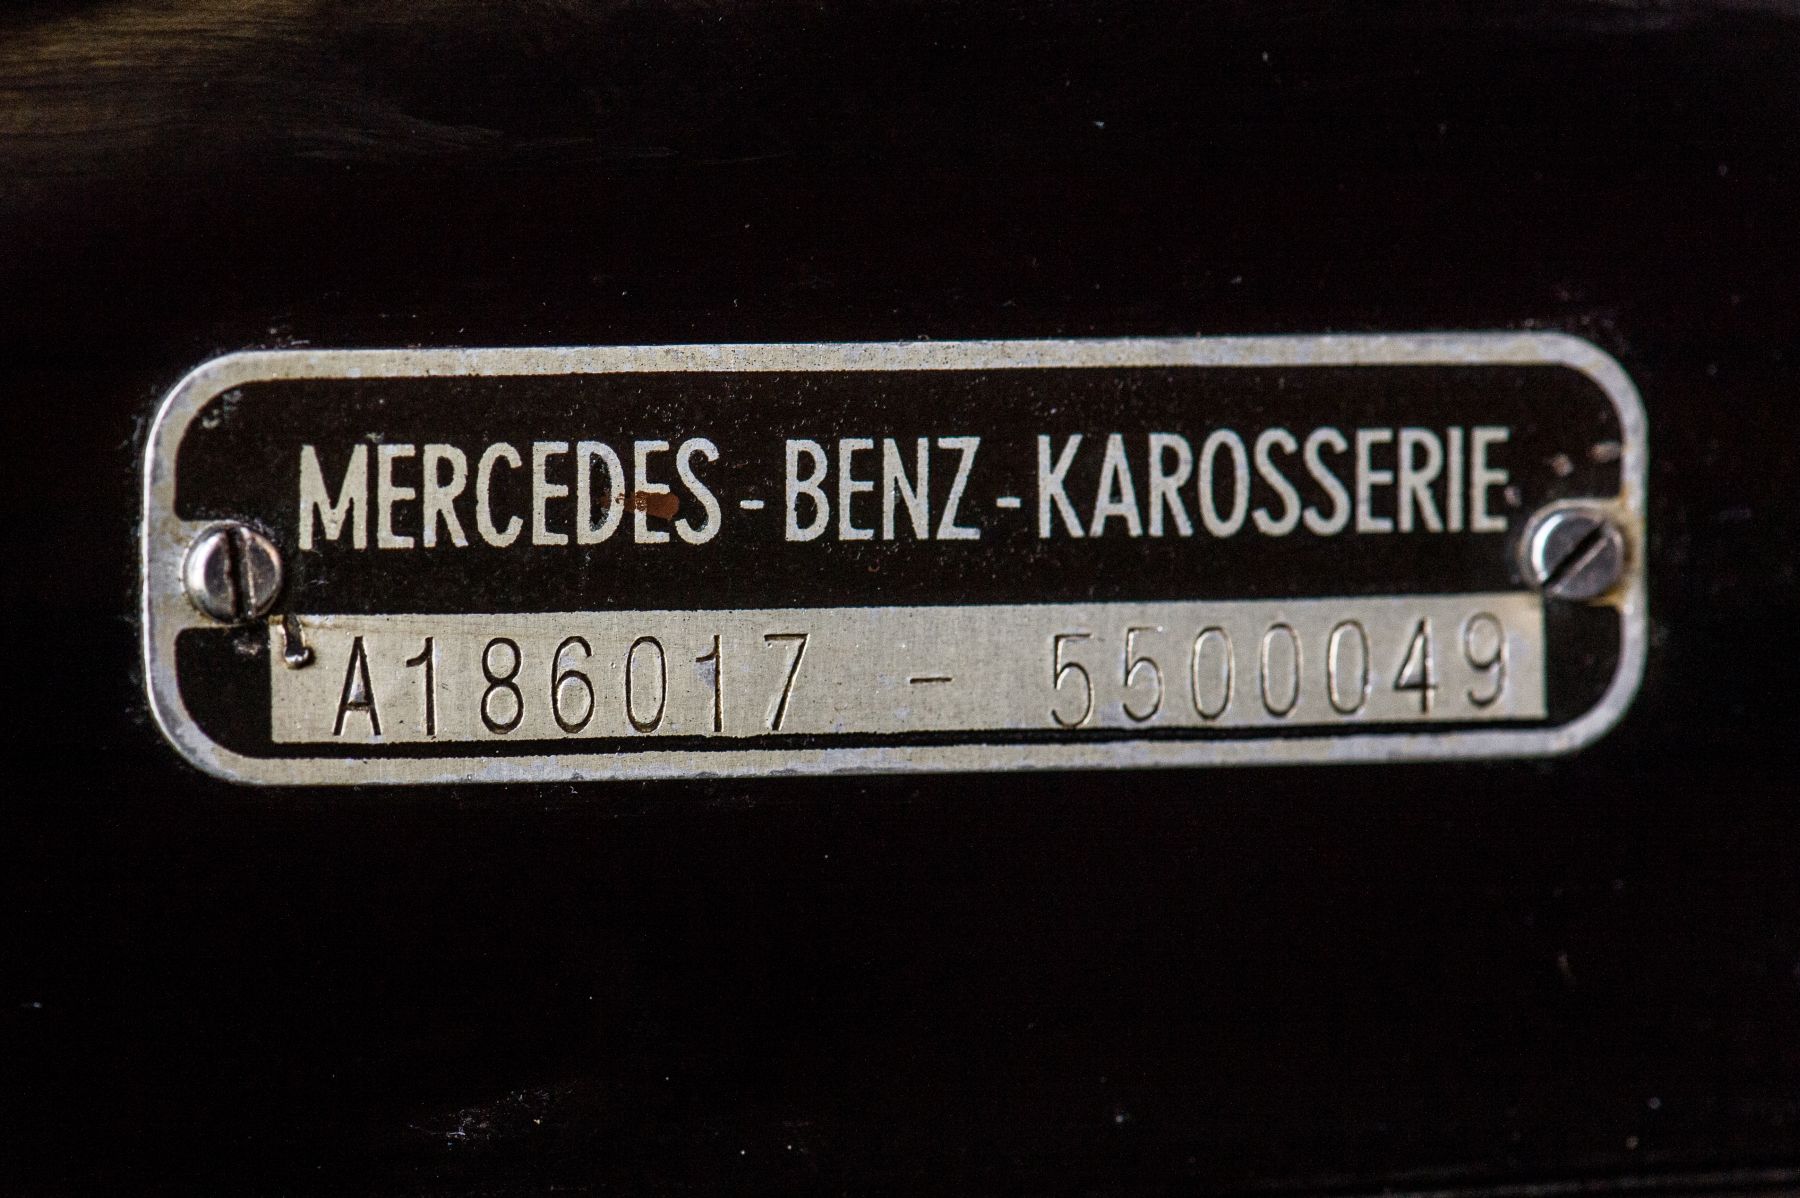 MERCEDES-BENZ-KAROSSERIE
A186017 - 5500049